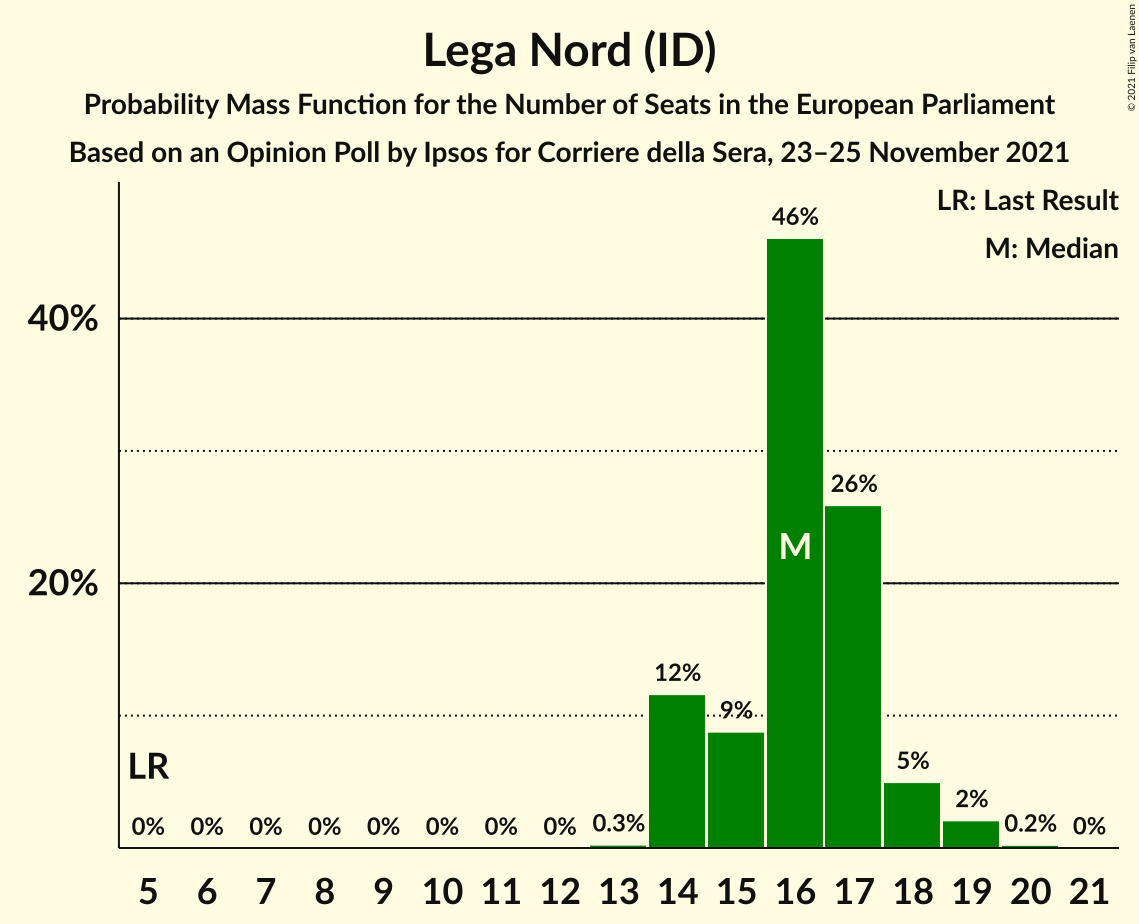 Lega Nord (ID)
Probability Mass Function for the Number of Seats in the European Parliament
Based on an Opinion Poll by Ipsos for Corriere della Sera, 23–25 November 2021
© 2021 Filip van Laenen
LR: Last Result
M: Median
46%
40%
26%
M
20%
12%
9%
LR
5%
2%
0% 0% 0% 0% 0% 0% 0% 0% 0.3% 0.2% 0%
5 6 7 8 9 10 11 12 13 14 15 16 17 18 19 20 21